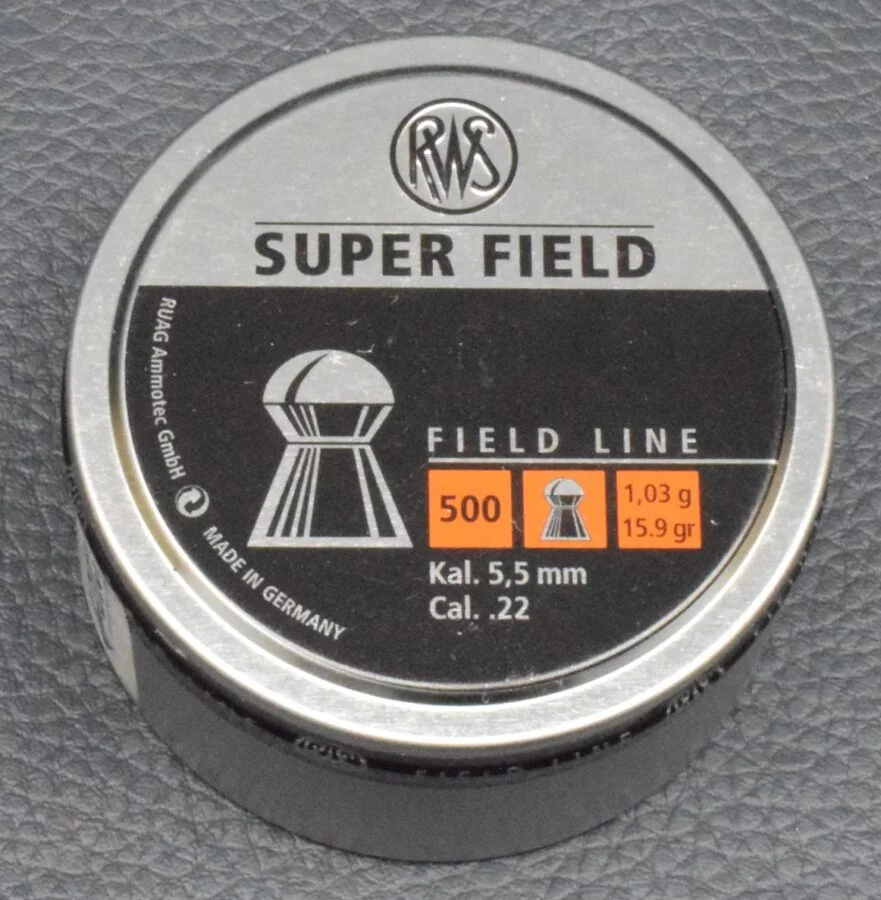 RWS
SUPER FIELD
RUAG Ammotec GmbH
MADE IN GERMANY
FIELD LINE
500
1,03 g
15.9 gr
Kal. 5,5 mm
Cal. .22